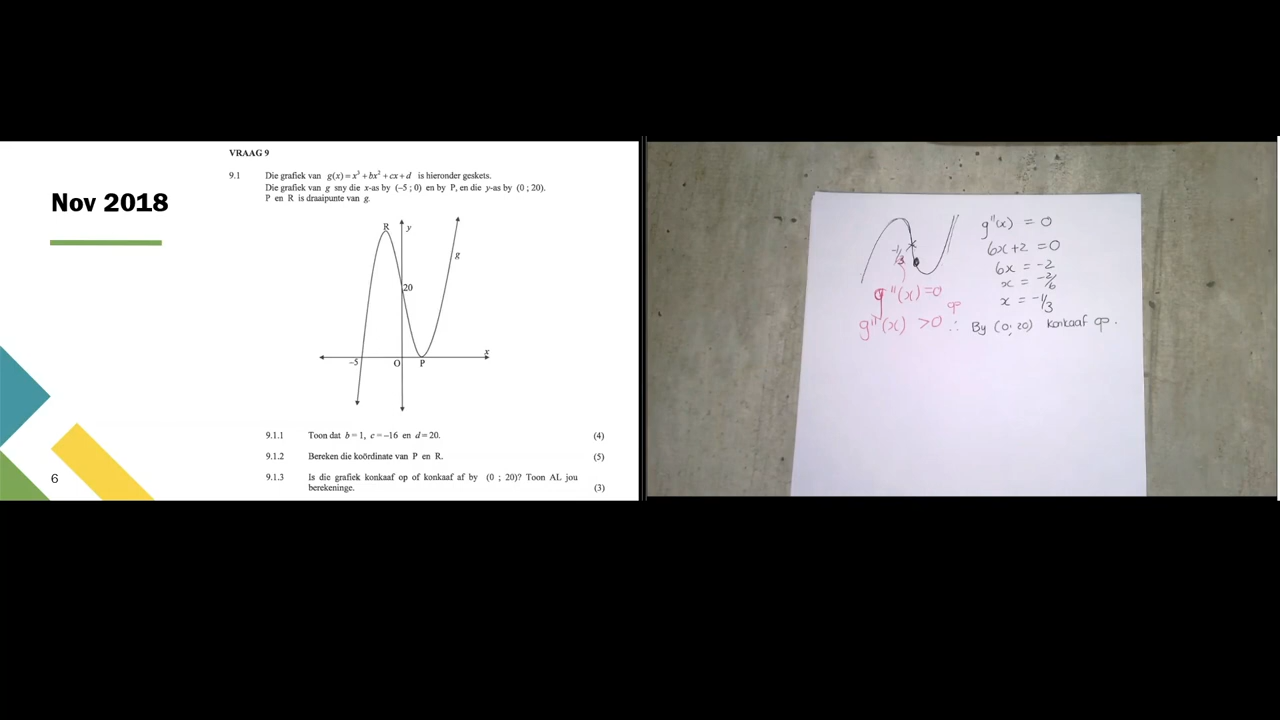 Nov 2018
6
VRAAG 9
9.1 Die grafiek van g(x) = x³ + bx² + cx + d is hieronder geskets.
Die grafiek van g sny die x-as by (–5 ; 0) en by P, en die y-as by (0 ; 20).
P en R is draaipunte van g.
R y
g
20
x
–5 O P
9.1.1 Toon dat b = 1, c = –16 en d = 20. (4)
9.1.2 Bereken die koördinate van P en R. (5)
9.1.3 Is die grafiek konkaaf op of konkaaf af by (0 ; 20)? Toon AL jou
berekeninge. (3)
g''(x) = 0
6x + 2 = 0
6x = -2
x = -2/6
x = -1/3
-1/3
g''(x) = 0
op
g''(x) > 0 ∴ By (0; 20) konkaaf op.